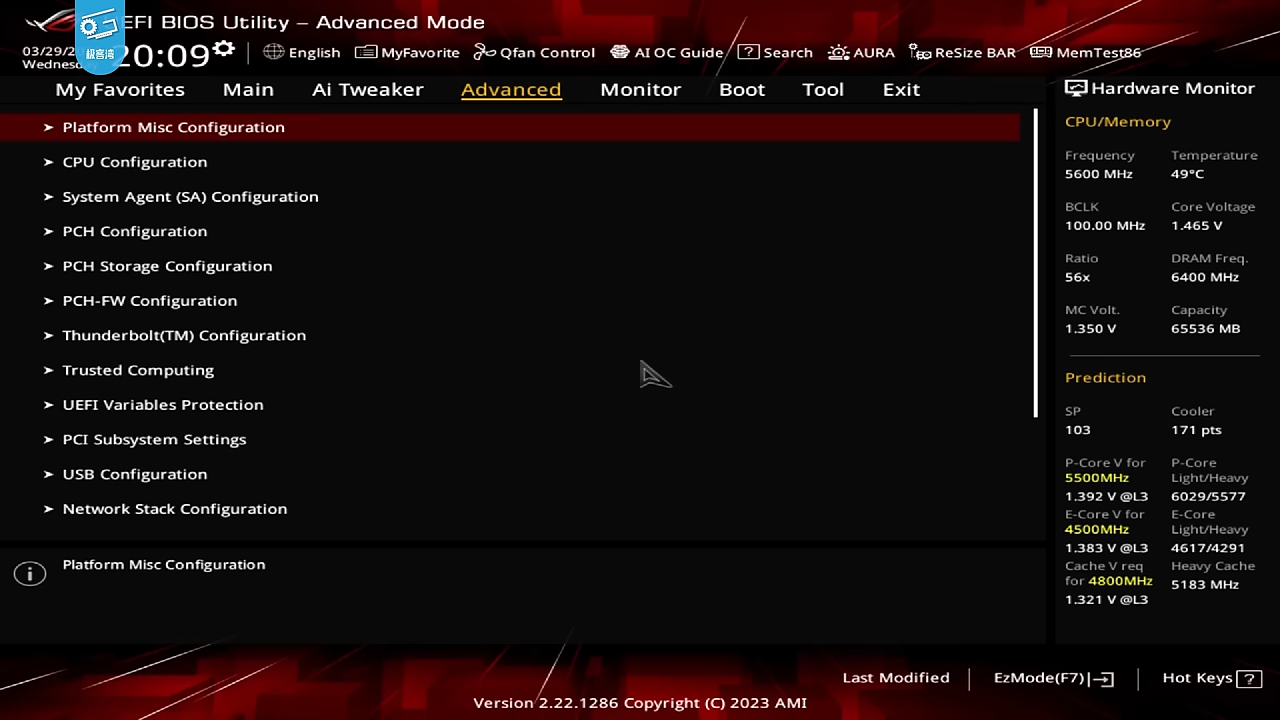 EFI BIOS Utility – Advanced Mode
极客湾
03/29/2
Wednesday
20:09
English
MyFavorite
Qfan Control
AI OC Guide
Search
AURA
ReSize BAR
MemTest86
My Favorites
Main
Ai Tweaker
Advanced
Monitor
Boot
Tool
Exit
Platform Misc Configuration
CPU Configuration
System Agent (SA) Configuration
PCH Configuration
PCH Storage Configuration
PCH-FW Configuration
Thunderbolt(TM) Configuration
Trusted Computing
UEFI Variables Protection
PCI Subsystem Settings
USB Configuration
Network Stack Configuration
Platform Misc Configuration
Hardware Monitor
CPU/Memory
Frequency Temperature
5600 MHz 49°C
BCLK Core Voltage
100.00 MHz 1.465 V
Ratio DRAM Freq.
56x 6400 MHz
MC Volt. Capacity
1.350 V 65536 MB
Prediction
SP Cooler
103 171 pts
P-Core V for P-Core
5500MHz Light/Heavy
1.392 V @L3 6029/5577
E-Core V for E-Core
4500MHz Light/Heavy
1.383 V @L3 4617/4291
Cache V req Heavy Cache
for 4800MHz 5183 MHz
1.321 V @L3
Last Modified
EzMode(F7)
Hot Keys ?
Version 2.22.1286 Copyright (C) 2023 AMI